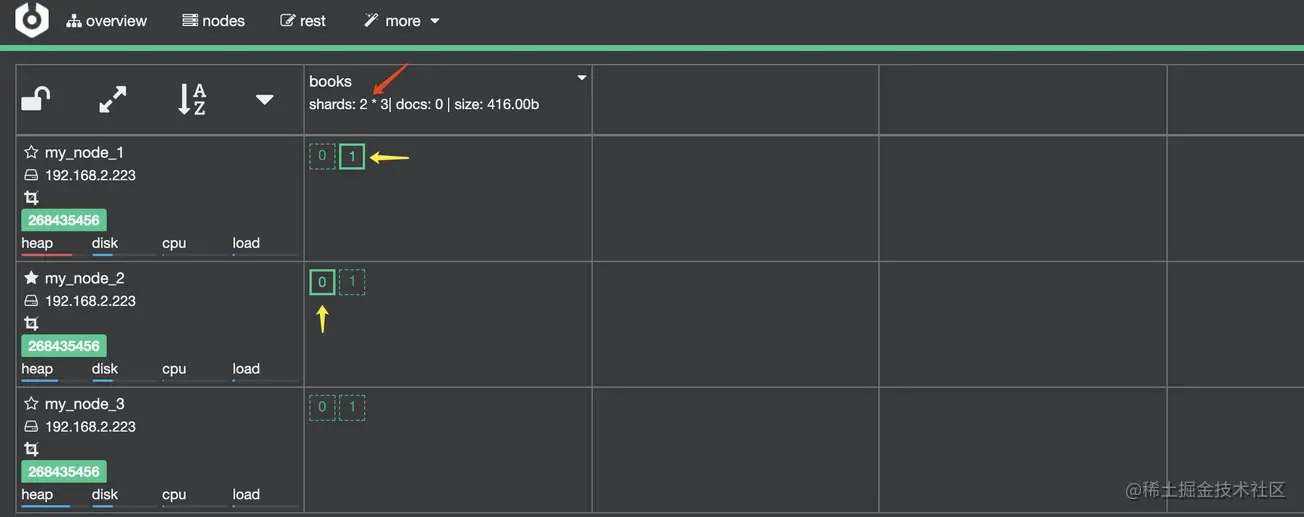 overview nodes rest more
books
shards: 2 * 3| docs: 0 | size: 416.00b
A
Z
my_node_1
0 1
192.168.2.223
268435456
heap disk cpu load
my_node_2
0 1
192.168.2.223
268435456
heap disk cpu load
my_node_3
0 1
192.168.2.223
268435456
heap disk cpu load
@稀土掘金技术社区